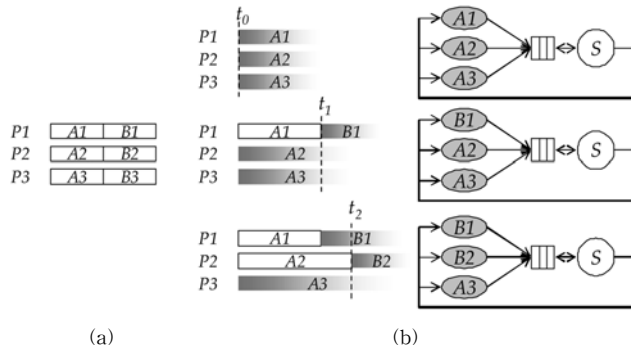 t0
P1 A1
P2 A2
P3 A3
A1
A2
A3
S
P1 A1 B1
P2 A2 B2
P3 A3 B3
t1
P1 A1 B1
P2 A2
P3 A3
B1
A2
A3
S
t2
P1 A1 B1
P2 A2 B2
P3 A3
B1
B2
A3
S
(a)
(b)